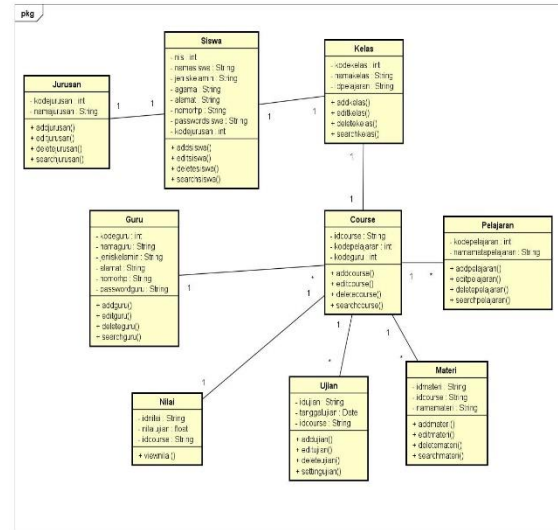 pkg
Siswa
- nis : int
- namasiswa : String
- jeniskelamin : String
- agama : String
- alamat : String
- nomorhp : String
- passwordsiswa : String
- kodejurusan : int
+ addsiswa()
+ editsiswa()
+ deletesiswa()
+ searchsiswa()
Kelas
- kodekelas : int
- namakelas : String
- idpelajaran : String
+ addkelas()
+ editkelas()
+ deletekelas()
+ searchkelas()
Jurusan
- kodejurusan : int
- namajurusan : String
+ addjurusan()
+ editjurusan()
+ deletejurusan()
+ searchjurusan()
1
1
1
1
1
1
Guru
- kodeguru : int
- namaguru : String
- jeniskelamin : String
- alamat : String
- nomorhp : String
- passwordguru : String
+ addguru()
+ editguru()
+ deleteguru()
+ searchguru()
Course
- idcourse : String
- kodepelajaran : int
- kodeguru : int
+ addcourse()
+ editcourse()
+ deletecourse()
+ searchcourse()
Pelajaran
- kodepelajaran : int
- namamatapelajaran : String
+ addpelajaran()
+ editpelajaran()
+ deletepelajaran()
+ searchpelajaran()
1
*
1
*
1
1
1
1
*
*
Nilai
- idnilai : String
- nilaiujian : float
- idcourse : String
+ viewnilai()
Ujian
- idujian : String
- tanggalujian : Date
- idcourse : String
+ addujian()
+ editujian()
+ deleteujian()
+ settingujian()
Materi
- idmateri : String
- idcourse : String
- namamateri : String
+ addmateri()
+ editmateri()
+ deletemateri()
+ searchmateri()